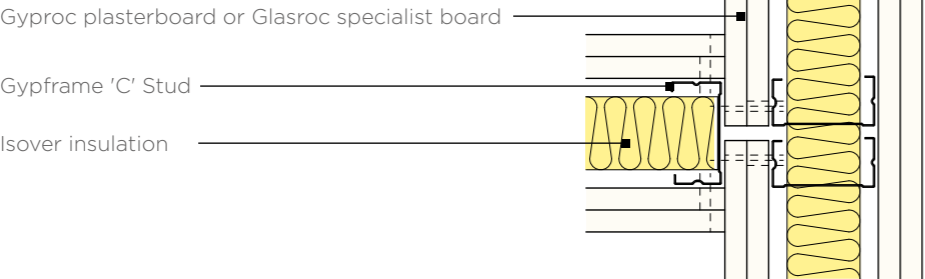 Gyproc plasterboard or Glasroc specialist board
Gypframe 'C' Stud
Isover insulation